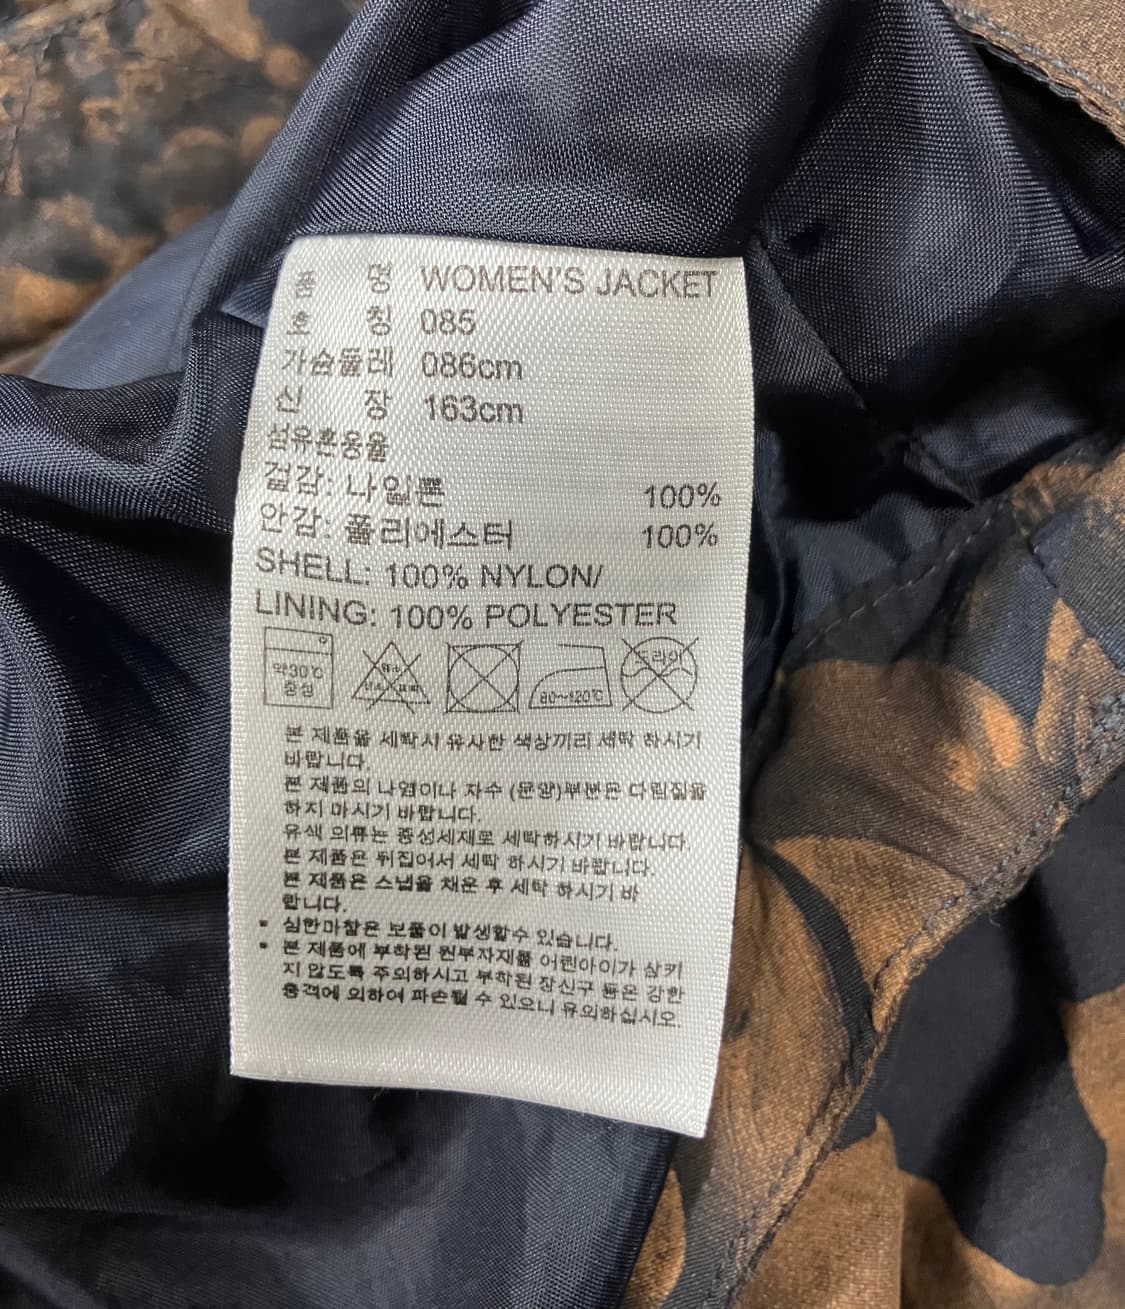 품 명 WOMEN'S JACKET
호 칭 085
가슴둘레 086cm
신 장 163cm
섬유혼용율
겉감: 나일론 100%
안감: 폴리에스터 100%
SHELL: 100% NYLON/
LINING: 100% POLYESTER
약30℃ 중성 80~120℃ 드라이
본 제품을 세탁시 유사한 색상끼리 세탁 하시기
바랍니다.
본 제품의 나염이나 자수 (문양)부분은 다림질을
하지 마시기 바랍니다.
유색 의류는 중성세제로 세탁하시기 바랍니다.
본 제품은 뒤집어서 세탁 하시기 바랍니다.
본 제품은 스냅을 채운 후 세탁 하시기 바
랍니다.
• 심한마찰은 보풀이 발생할수 있습니다.
• 본 제품에 부착된 원부자재를 어린아이가 삼키
지 않도록 주의하시고 부착된 장신구 등은 강한
충격에 의하여 파손될 수 있으니 유의하십시오.